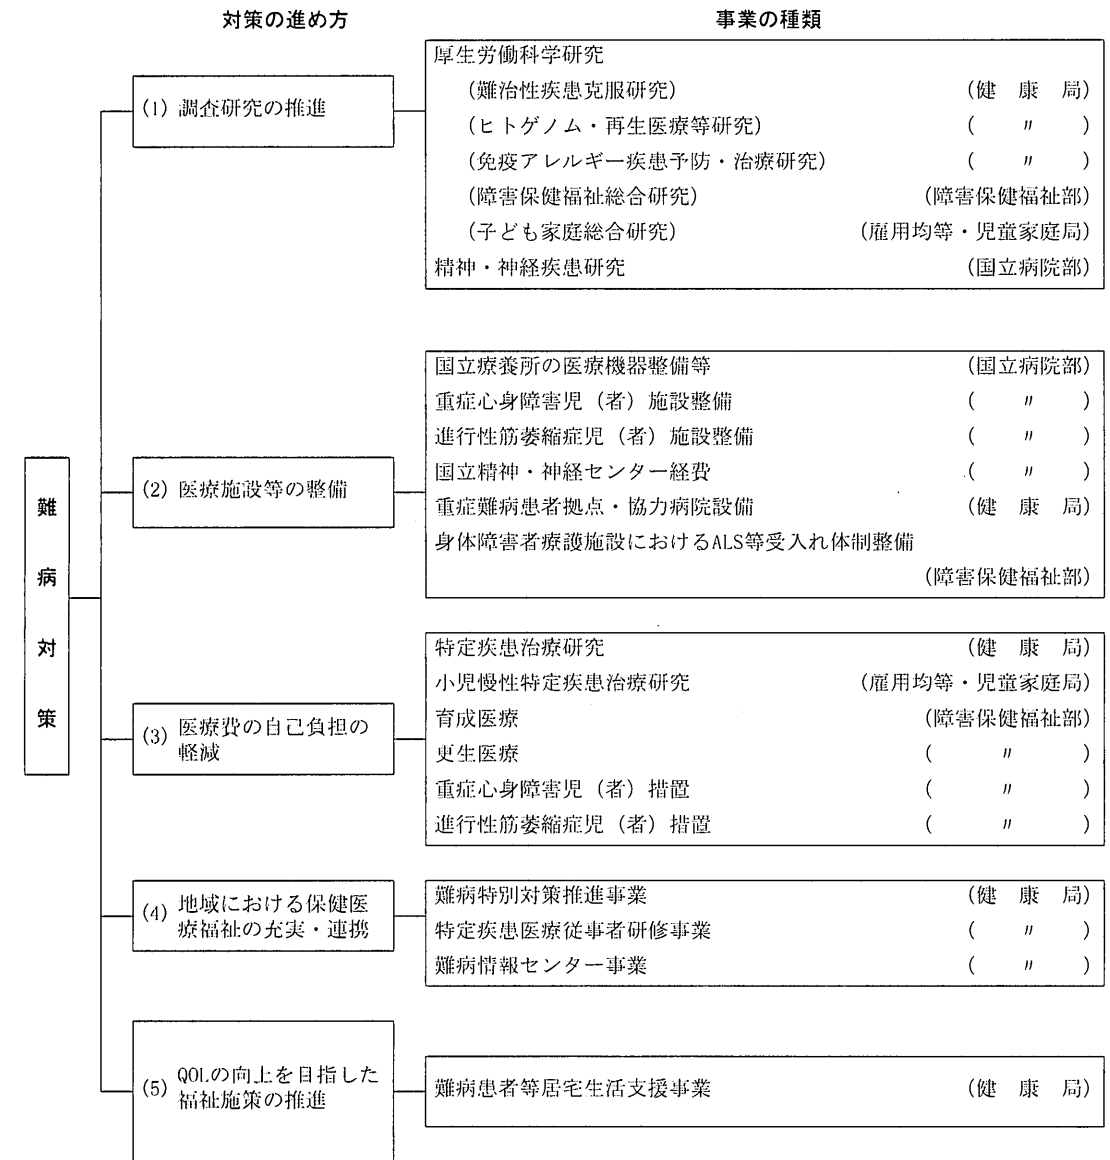 対策の進め方
事業の種類
難病対策
(1) 調査研究の推進
厚生労働科学研究
(難治性疾患克服研究) (健　康　局)
(ヒトゲノム・再生医療等研究) (　〃　)
(免疫アレルギー疾患予防・治療研究) (　〃　)
(障害保健福祉総合研究) (障害保健福祉部)
(子ども家庭総合研究) (雇用均等・児童家庭局)
精神・神経疾患研究 (国立病院部)
(2) 医療施設等の整備
国立療養所の医療機器整備等 (国立病院部)
重症心身障害児（者）施設整備 (　〃　)
進行性筋萎縮症児（者）施設整備 (　〃　)
国立精神・神経センター経費 (　〃　)
重症難病患者拠点・協力病院設備 (健　康　局)
身体障害者療護施設におけるALS等受入れ体制整備
(障害保健福祉部)
(3) 医療費の自己負担の
軽減
特定疾患治療研究 (健　康　局)
小児慢性特定疾患治療研究 (雇用均等・児童家庭局)
育成医療 (障害保健福祉部)
更生医療 (　〃　)
重症心身障害児（者）措置 (　〃　)
進行性筋萎縮症児（者）措置 (　〃　)
(4) 地域における保健医
療福祉の充実・連携
難病特別対策推進事業 (健　康　局)
特定疾患医療従事者研修事業 (　〃　)
難病情報センター事業 (　〃　)
(5) QOLの向上を目指した
福祉施策の推進
難病患者等居宅生活支援事業 (健　康　局)